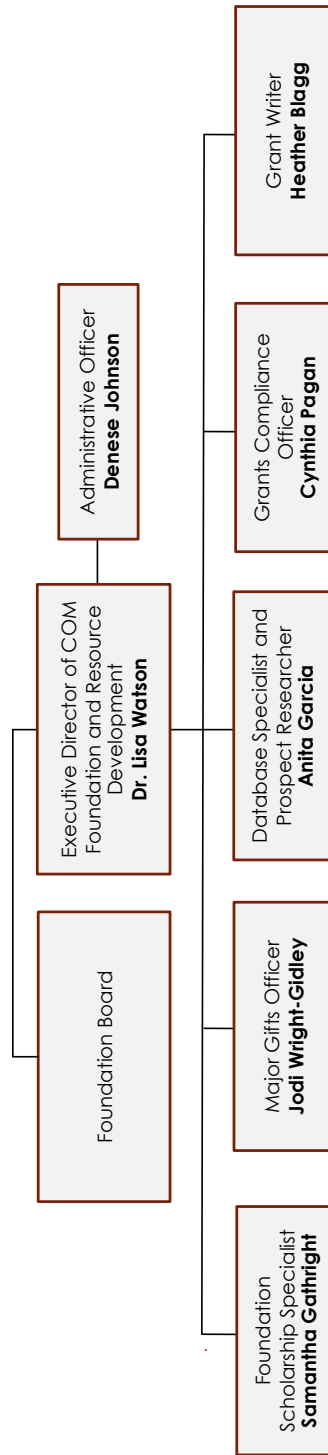 Foundation Board
Executive Director of COM
Foundation and Resource
Development
Dr. Lisa Watson
Administrative Officer
Denese Johnson
Foundation
Scholarship Specialist
Samantha Gathright
Major Gifts Officer
Jodi Wright-Gidley
Database Specialist and
Prospect Researcher
Anita Garcia
Grants Compliance
Officer
Cynthia Pagan
Grant Writer
Heather Blagg